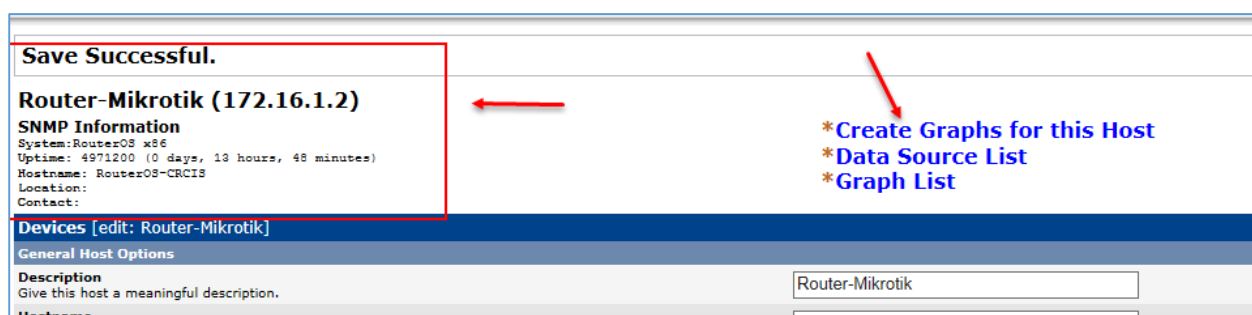 Save Successful.
Router-Mikrotik (172.16.1.2)
SNMP Information
System:RouterOS x86
Uptime: 4971200 (0 days, 13 hours, 48 minutes)
Hostname: RouterOS-CRCIS
Location:
Contact:
*Create Graphs for this Host
*Data Source List
*Graph List
Devices [edit: Router-Mikrotik]
General Host Options
Description
Give this host a meaningful description.
Router-Mikrotik